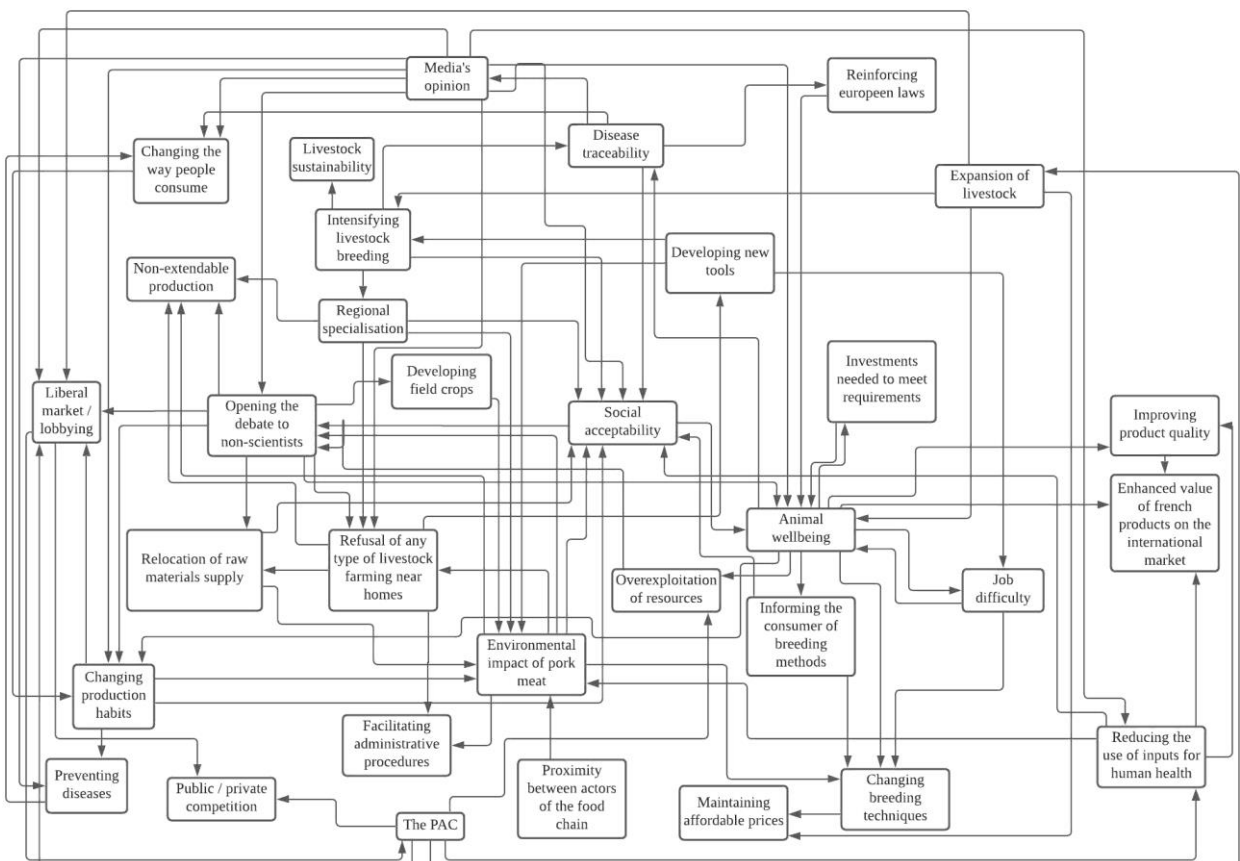 Media's
opinion
Reinforcing
europeen laws
Disease
traceability
Changing the
way people
consume
Livestock
sustainability
Expansion of
livestock
Intensifying
livestock
breeding
Developing new
tools
Non-extendable
production
Regional
specialisation
Investments
needed to meet
requirements
Developing
field crops
Liberal
market /
lobbying
Opening the
debate to
non-scientists
Social
acceptability
Improving
product quality
Enhanced value
of french
products on the
international
market
Animal
wellbeing
Relocation of raw
materials supply
Refusal of any
type of livestock
farming near
homes
Overexploitation
of resources
Job
difficulty
Informing the
consumer of
breeding
methods
Environmental
impact of pork
meat
Changing
production
habits
Facilitating
administrative
procedures
Reducing the
use of inputs for
human health
Preventing
diseases
Public / private
competition
Proximity
between actors
of the food
chain
Changing
breeding
techniques
Maintaining
affordable prices
The PAC